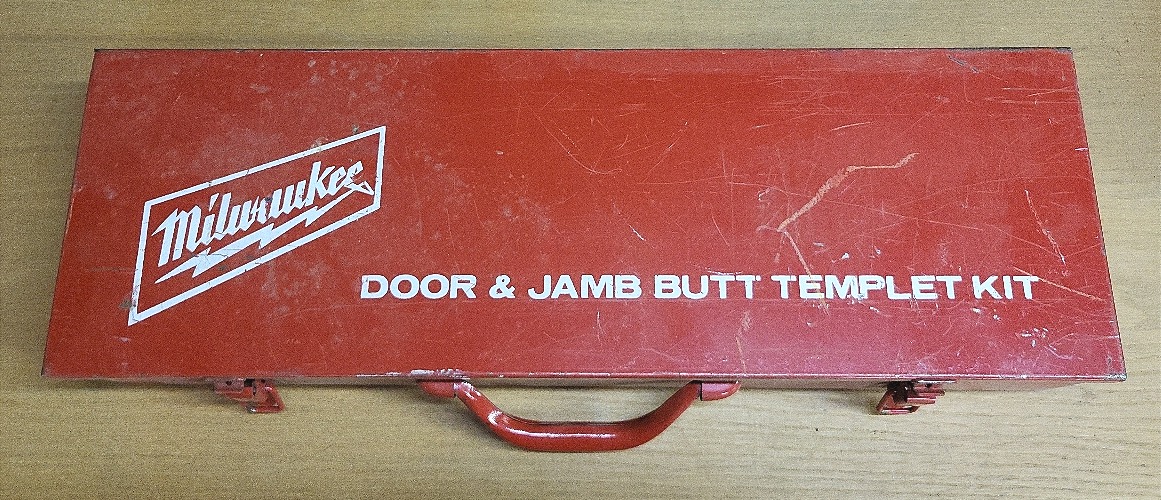 Milwaukee
DOOR & JAMB BUTT TEMPLET KIT